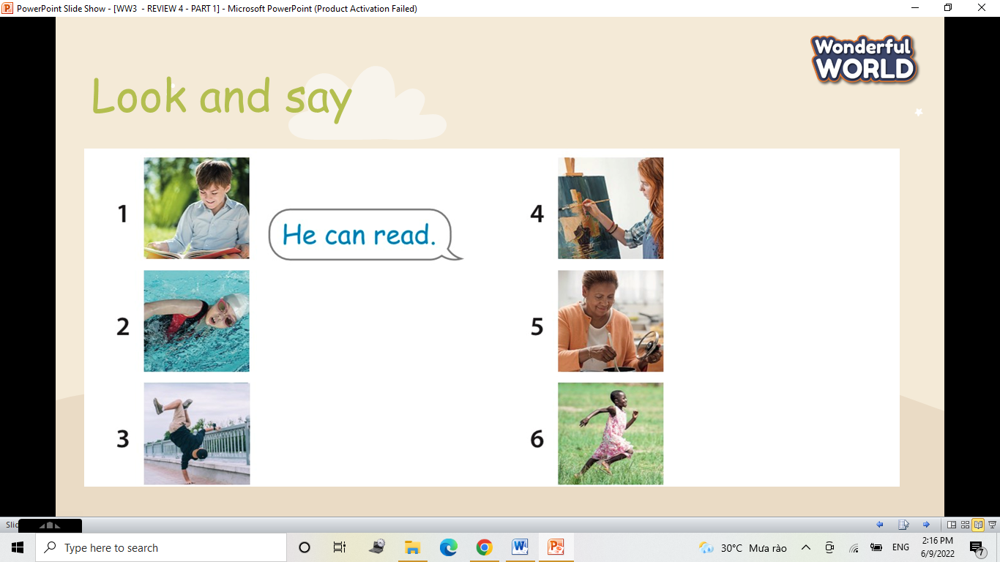 PowerPoint Slide Show - [WW3 - REVIEW 4 - PART 1] - Microsoft PowerPoint (Product Activation Failed)
Wonderful
WORLD
Look and say
1
He can read.
2
3
4
5
6
Type here to search
30°C Mưa rào
ENG
2:16 PM
6/9/2022
7